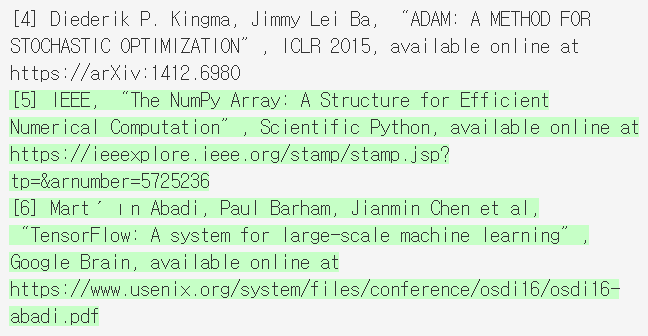 [4] Diederik P. Kingma, Jimmy Lei Ba, “ADAM: A METHOD FOR
STOCHASTIC OPTIMIZATION”, ICLR 2015, available online at
https://arXiv:1412.6980
[5] IEEE, “The NumPy Array: A Structure for Efficient
Numerical Computation”, Scientific Python, available online at
https://ieeexplore.ieee.org/stamp/stamp.jsp?
tp=&arnumber=5725236
[6] Mart´ ın Abadi, Paul Barham, Jianmin Chen et al,
“TensorFlow: A system for large-scale machine learning”,
Google Brain, available online at
https://www.usenix.org/system/files/conference/osdi16/osdi16-
abadi.pdf